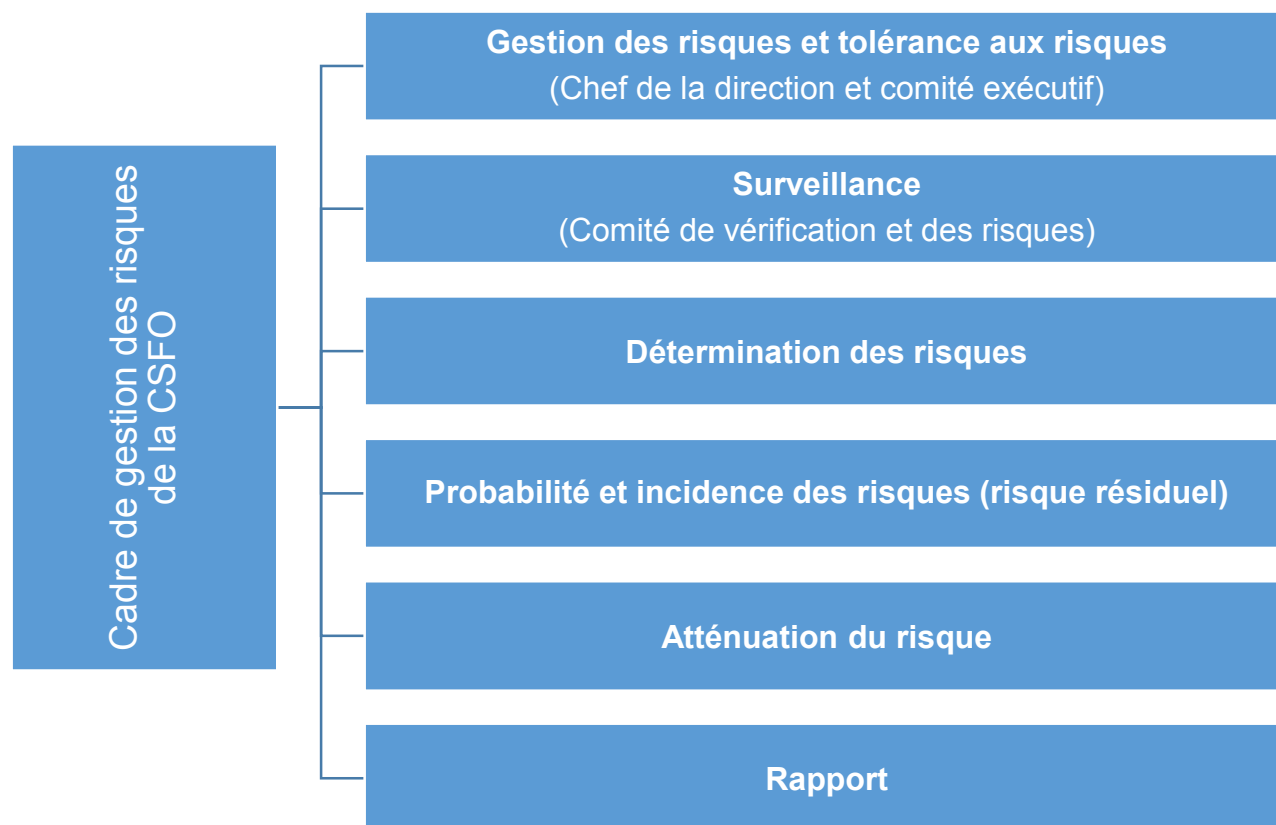 Cadre de gestion des risques
de la CSFO
Gestion des risques et tolérance aux risques
(Chef de la direction et comité exécutif)
Surveillance
(Comité de vérification et des risques)
Détermination des risques
Probabilité et incidence des risques (risque résiduel)
Atténuation du risque
Rapport